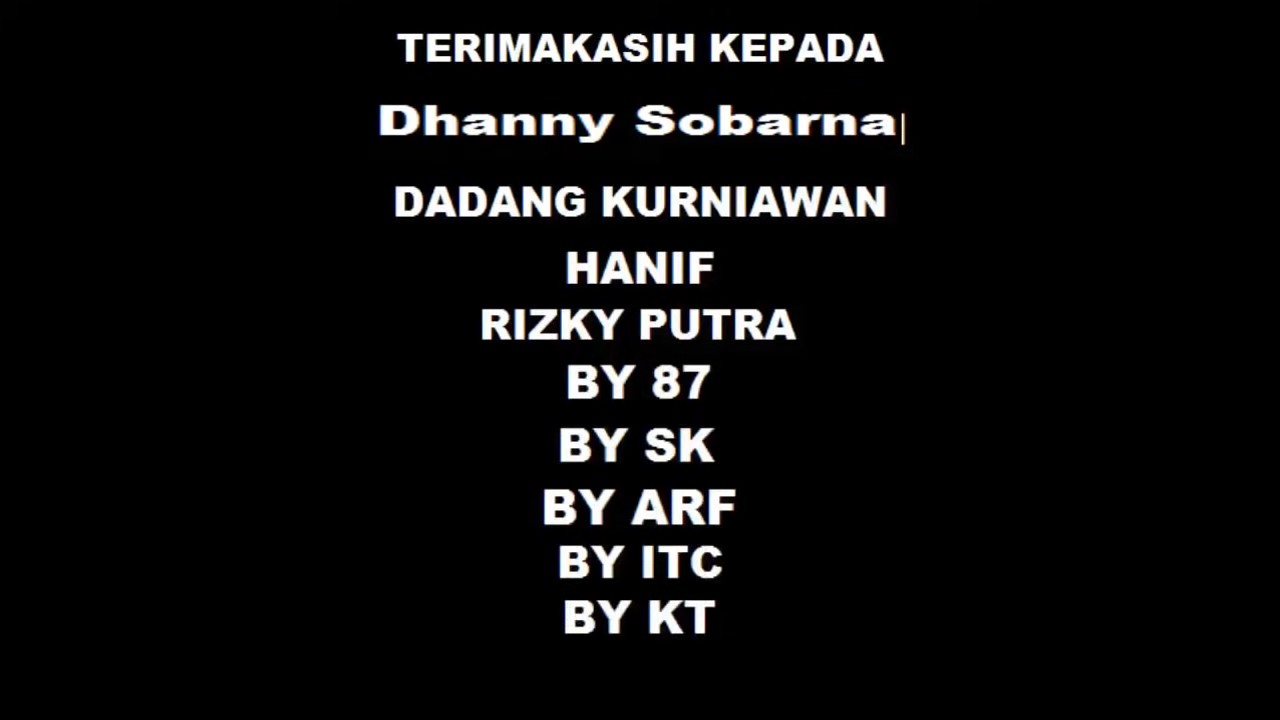 TERIMAKASIH KEPADA
Dhanny Sobarna
DADANG KURNIAWAN
HANIF
RIZKY PUTRA
BY 87
BY SK
BY ARF
BY ITC
BY KT